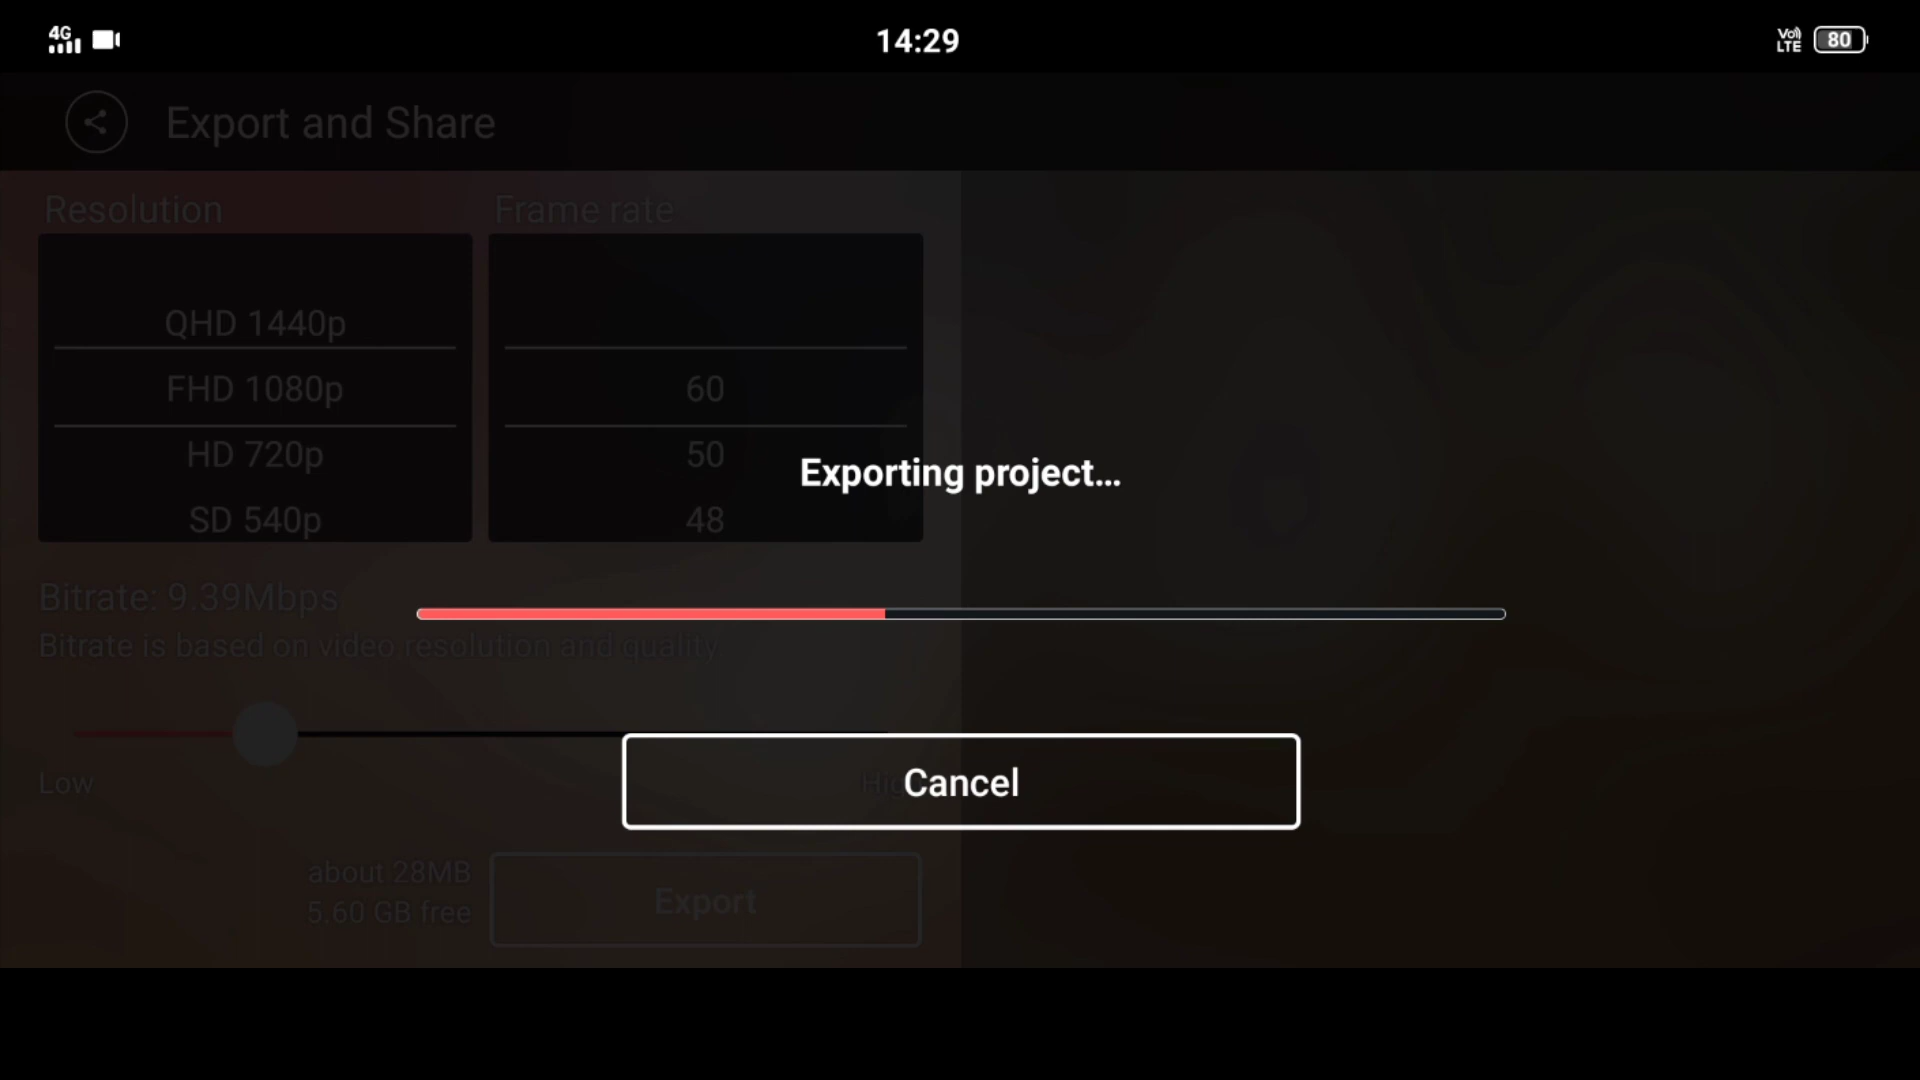 4G
14:29
Vo))
LTE
80
Export and Share
Resolution
Frame rate
QHD 1440p
FHD 1080p
60
HD 720p
50
SD 540p
48
Exporting project...
Bitrate: 9.39Mbps
Bitrate is based on video resolution and quality
Low
Cancel
about 28MB
5.60 GB free
Export